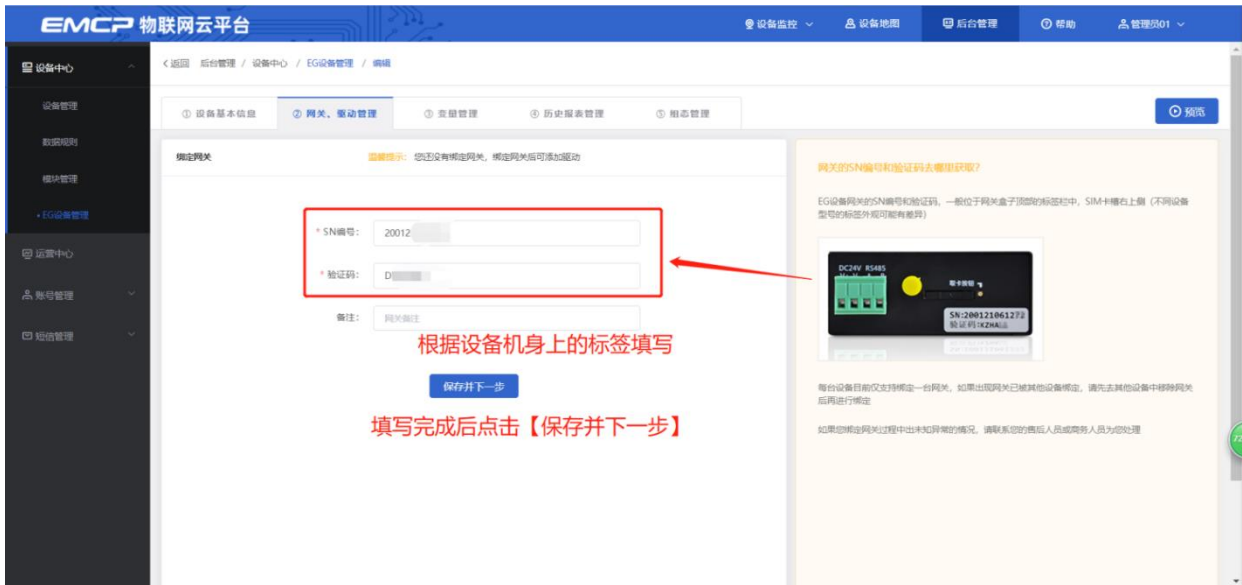 EMCP 物联网云平台
设备监控
设备地图
后台管理
帮助
管理员01
设备中心
设备管理
数据规则
模块管理
• EG设备管理
运营中心
账号管理
短信管理
< 返回 后台管理 / 设备中心 / EG设备管理 / 编辑
① 设备基本信息
② 网关、驱动管理
③ 变量管理
④ 历史报表管理
⑤ 组态管理
预览
绑定网关
温馨提示： 您还没有绑定网关，绑定网关后可添加驱动
* SN编号： 20012
* 验证码： D
备注： 网关备注
根据设备机身上的标签填写
保存并下一步
填写完成后点击【保存并下一步】
网关的SN编号和验证码去哪里获取？
EG设备网关的SN编号和验证码，一般位于网关盒子顶部的标签栏中，SIM卡槽右上侧（不同设备
型号的标签外观可能有差异）
DC24V RS485
V+ V- A B
取卡按钮
SN:200121061272
验证码:KZHA
每台设备目前仅支持绑定一台网关，如果出现网关已被其他设备绑定，请先去其他设备中移除网关
后再进行绑定
如果您绑定网关过程中出未知异常的情况，请联系您的售后人员或商务人员为您处理
72